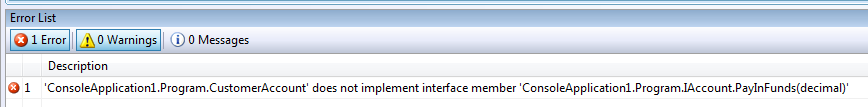 Error List
1 Error 0 Warnings 0 Messages
Description
1 'ConsoleApplication1.Program.CustomerAccount' does not implement interface member 'ConsoleApplication1.Program.IAccount.PayInFunds(decimal)'